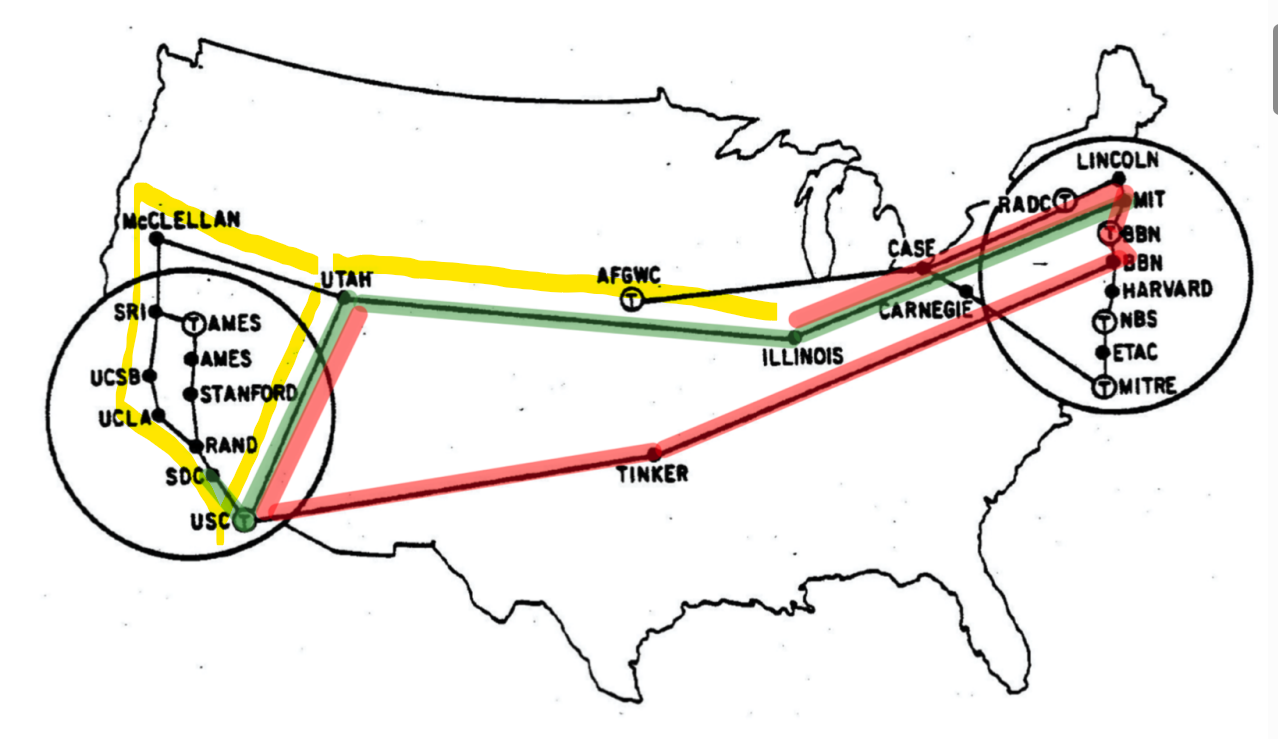 LINCOLN
RADC T
MIT
T BBN
McCLELLAN
CASE
BBN
AFGWC
UTAH
T
HARVARD
CARNEGIE
SRI
T AMES
T NBS
ILLINOIS
AMES
ETAC
UCSB
STANFORD
T MITRE
UCLA
RAND
SDC
TINKER
USC T